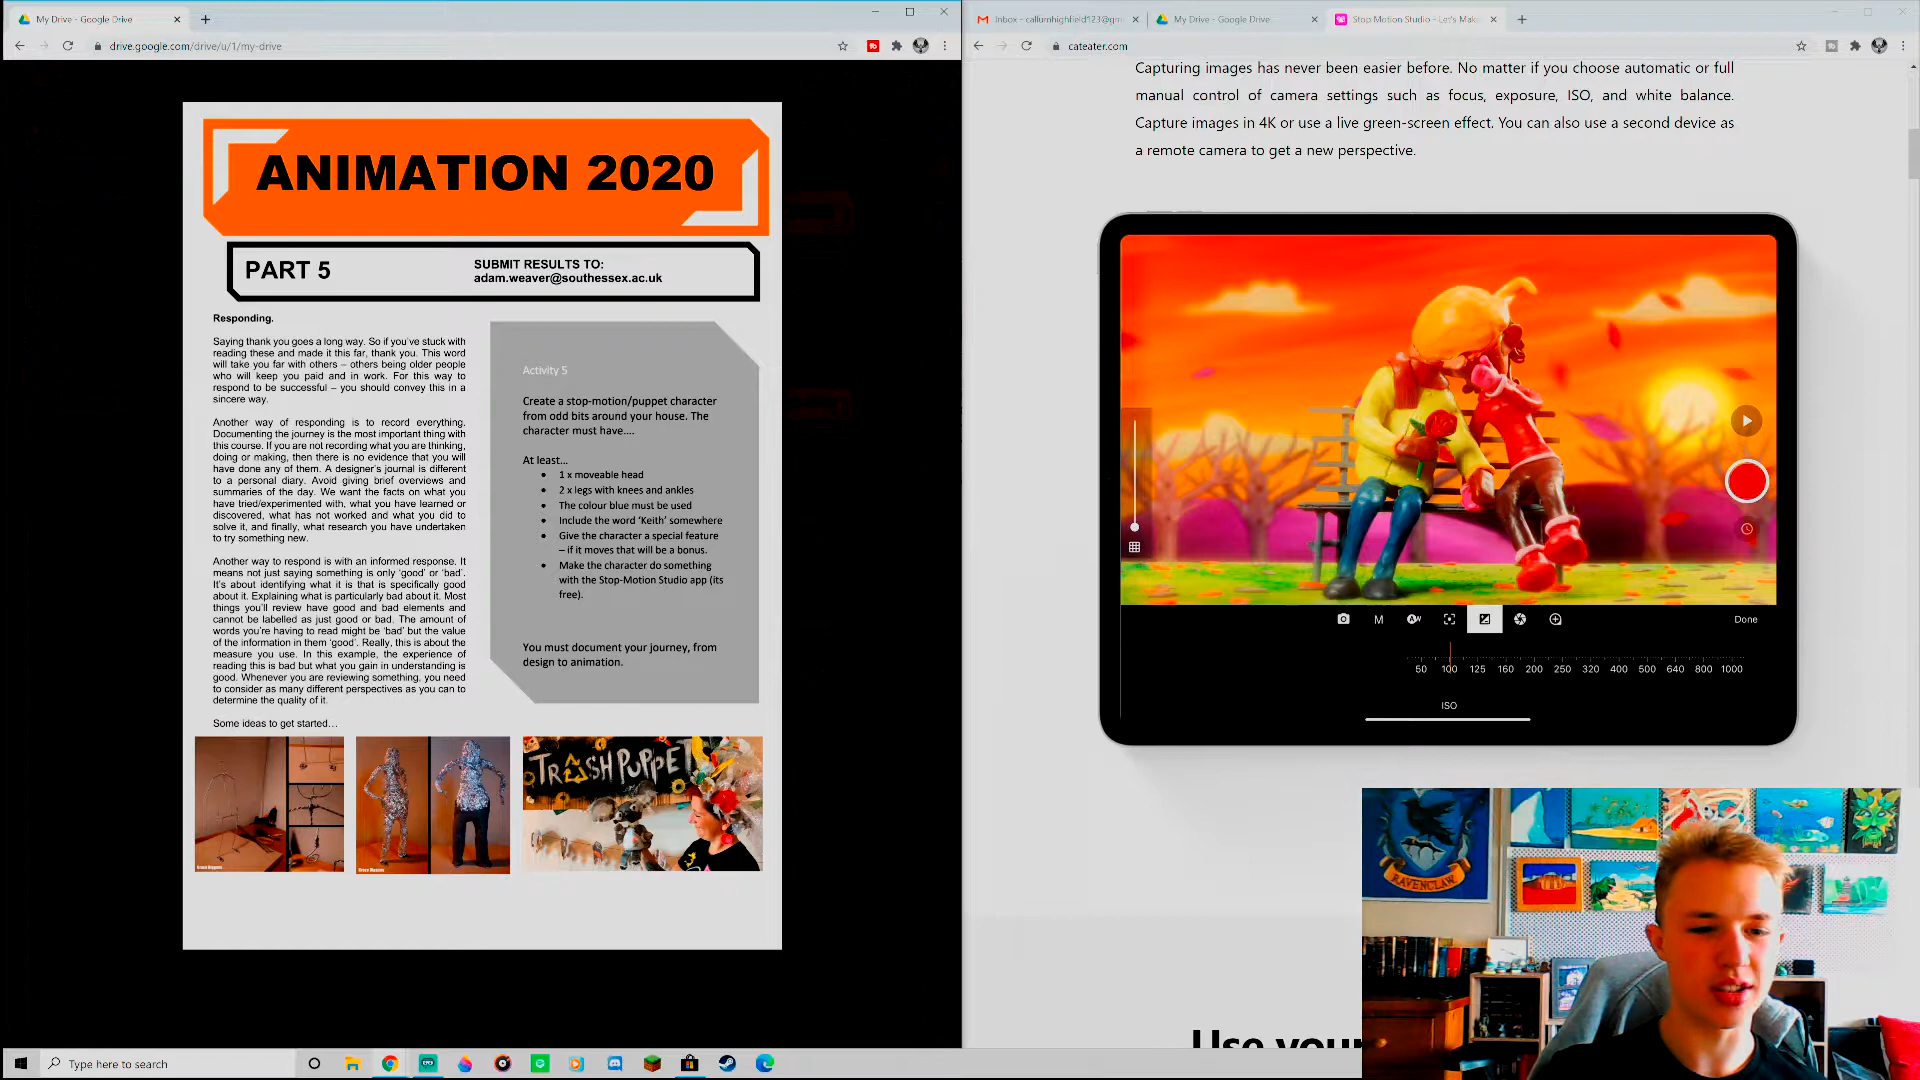 My Drive - Google Drive
drive.google.com/drive/u/1/my-drive
ANIMATION 2020
PART 5
SUBMIT RESULTS TO:
adam.weaver@southessex.ac.uk
Responding.
Saying thank you goes a long way. So if you've stuck with
reading these and made it this far, thank you. This word
will take you far with others – others being older people
who will keep you paid and in work. For this way to
respond to be successful – you should convey this in a
sincere way.
Another way of responding is to record everything.
Documenting the journey is the most important thing with
this course. If you are not recording what you are thinking,
doing or making, then there is no evidence that you will
have done any of them. A designer's journal is different
to a personal diary. Avoid giving brief overviews and
summaries of the day. We want the facts on what you
have tried/experimented with, what you have learned or
discovered, what has not worked and what you did to
solve it, and finally, what research you have undertaken
to try something new.
Another way to respond is with an informed response. It
means not just saying something is only 'good' or 'bad'.
It's about identifying what it is that is specifically good
about it. Explaining what is particularly bad about it. Most
things you'll review have good and bad elements and
cannot be labelled as just good or bad. The amount of
words you're having to read might be 'bad' but the value
of the information in them 'good'. Really, this is about the
measure you use. In this example, the experience of
reading this is bad but what you gain in understanding is
good. Whenever you are reviewing something, you need
to consider as many different perspectives as you can to
determine the quality of it.
Some ideas to get started...
Activity 5
Create a stop-motion/puppet character
from odd bits around your house. The
character must have....
At least...
• 1 x moveable head
• 2 x legs with knees and ankles
• The colour blue must be used
• Include the word 'Keith' somewhere
• Give the character a special feature
– if it moves that will be a bonus.
• Make the character do something
with the Stop-Motion Studio app (its
free).
You must document your journey, from
design to animation.
TRASH PUPPET
Type here to search
Inbox - callumhighfield123@gm
My Drive - Google Drive
Stop Motion Studio - Let's Make
cateater.com
Capturing images has never been easier before. No matter if you choose automatic or full
manual control of camera settings such as focus, exposure, ISO, and white balance.
Capture images in 4K or use a live green-screen effect. You can also use a second device as
a remote camera to get a new perspective.
M
AW
Done
50 100 125 160 200 250 320 400 500 640 800 1000
ISO
Use your
RAVENCLAW